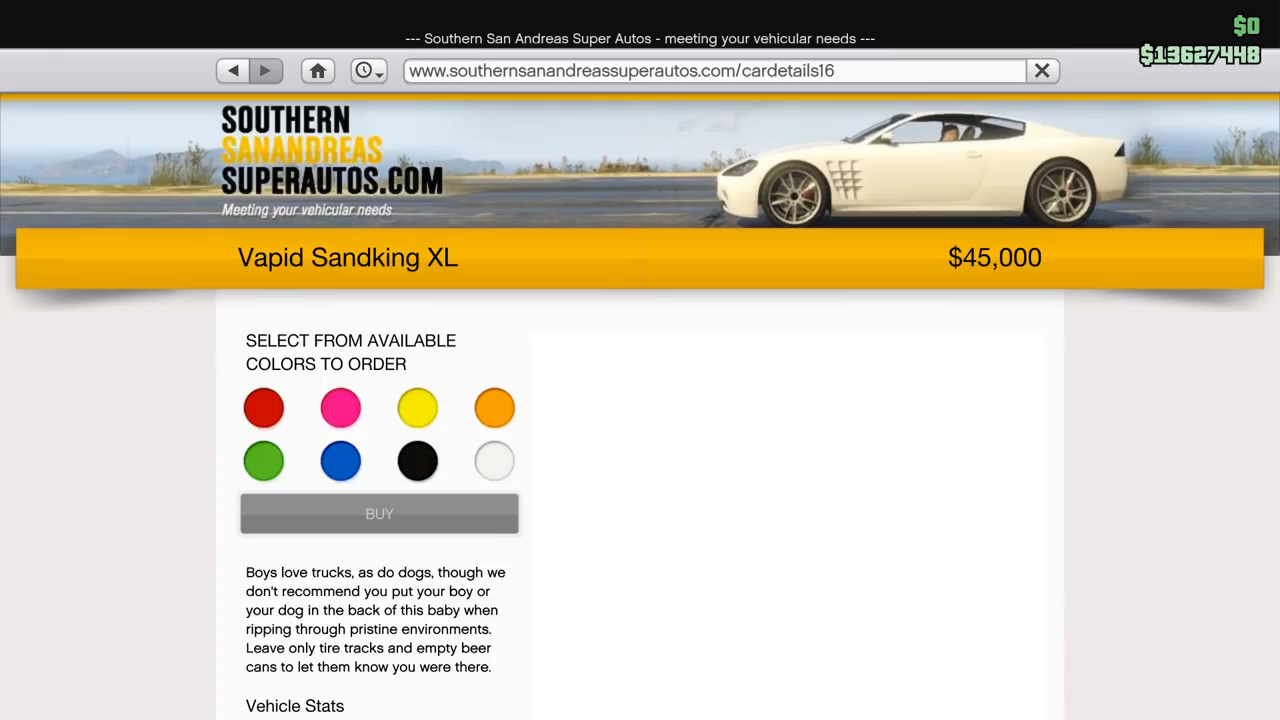 $0
--- Southern San Andreas Super Autos - meeting your vehicular needs ---
$13627448
www.southernsanandreassuperautos.com/cardetails16
SOUTHERN
SANANDREAS
SUPERAUTOS.COM
Meeting your vehicular needs
Vapid Sandking XL
$45,000
SELECT FROM AVAILABLE
COLORS TO ORDER
BUY
Boys love trucks, as do dogs, though we
don't recommend you put your boy or
your dog in the back of this baby when
ripping through pristine environments.
Leave only tire tracks and empty beer
cans to let them know you were there.
Vehicle Stats